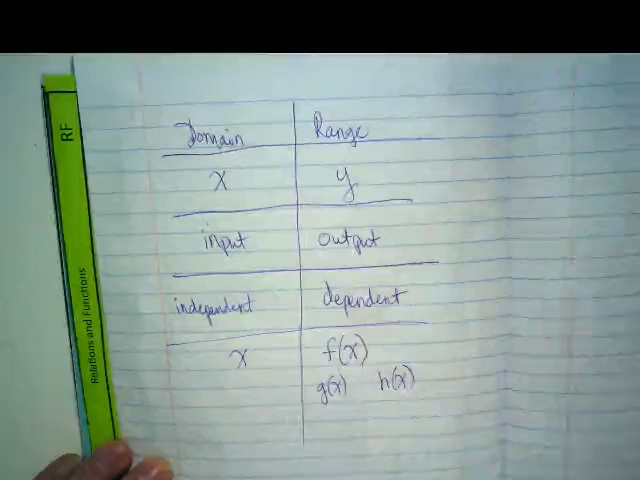 RF
Relations and Functions
Domain Range
x y
input output
independent dependent
x f(x)
g(x) h(x)